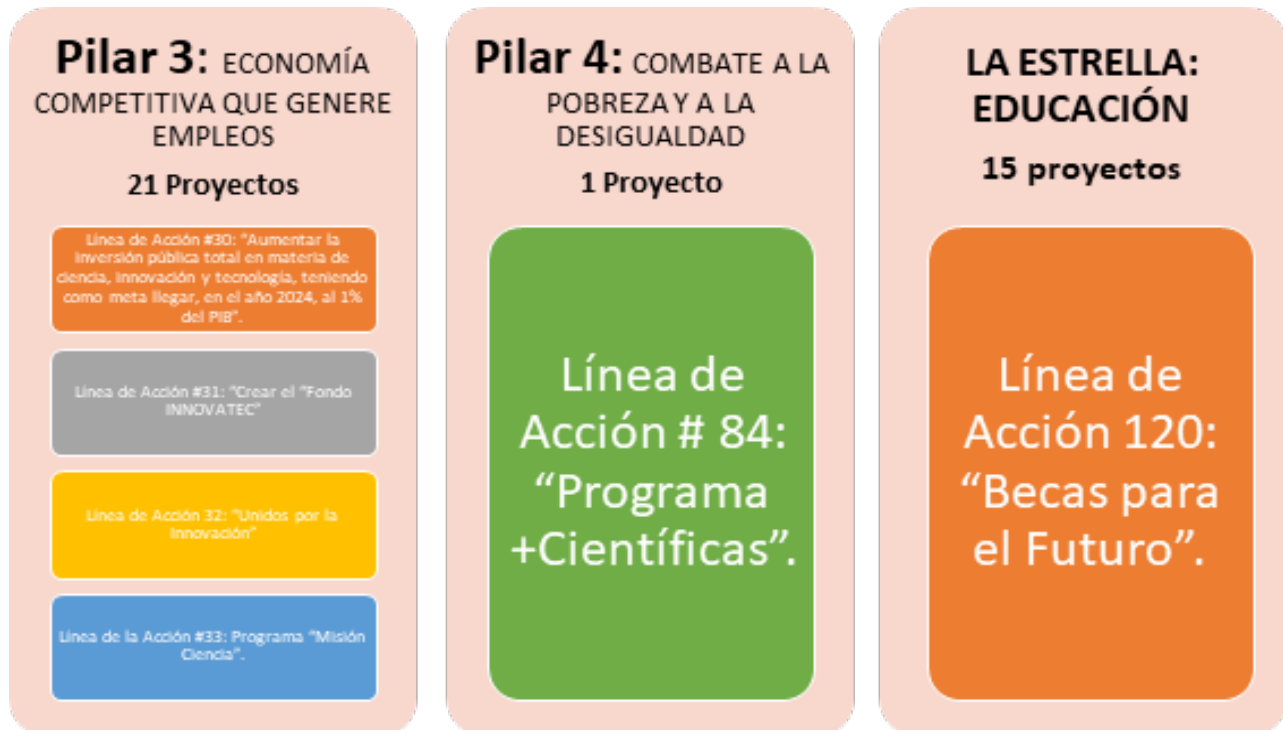 Pilar 3: ECONOMÍA
COMPETITIVA QUE GENERE
EMPLEOS
21 Proyectos
Línea de Acción #30: "Aumentar la
inversión pública total en materia de
ciencia, innovación y tecnología, teniendo
como meta llegar, en el año 2024, al 1%
del PIB".
Línea de Acción #31: "Crear el "Fondo
INNOVATEC"
Línea de Acción 32: "Unidos por la
Innovación"
Línea de la Acción #33: Programa "Misión
Ciencia".
Pilar 4: COMBATE A LA
POBREZA Y A LA
DESIGUALDAD
1 Proyecto
Línea de
Acción # 84:
“Programa
+Científicas”.
LA ESTRELLA:
EDUCACIÓN
15 proyectos
Línea de
Acción 120:
“Becas para
el Futuro”.